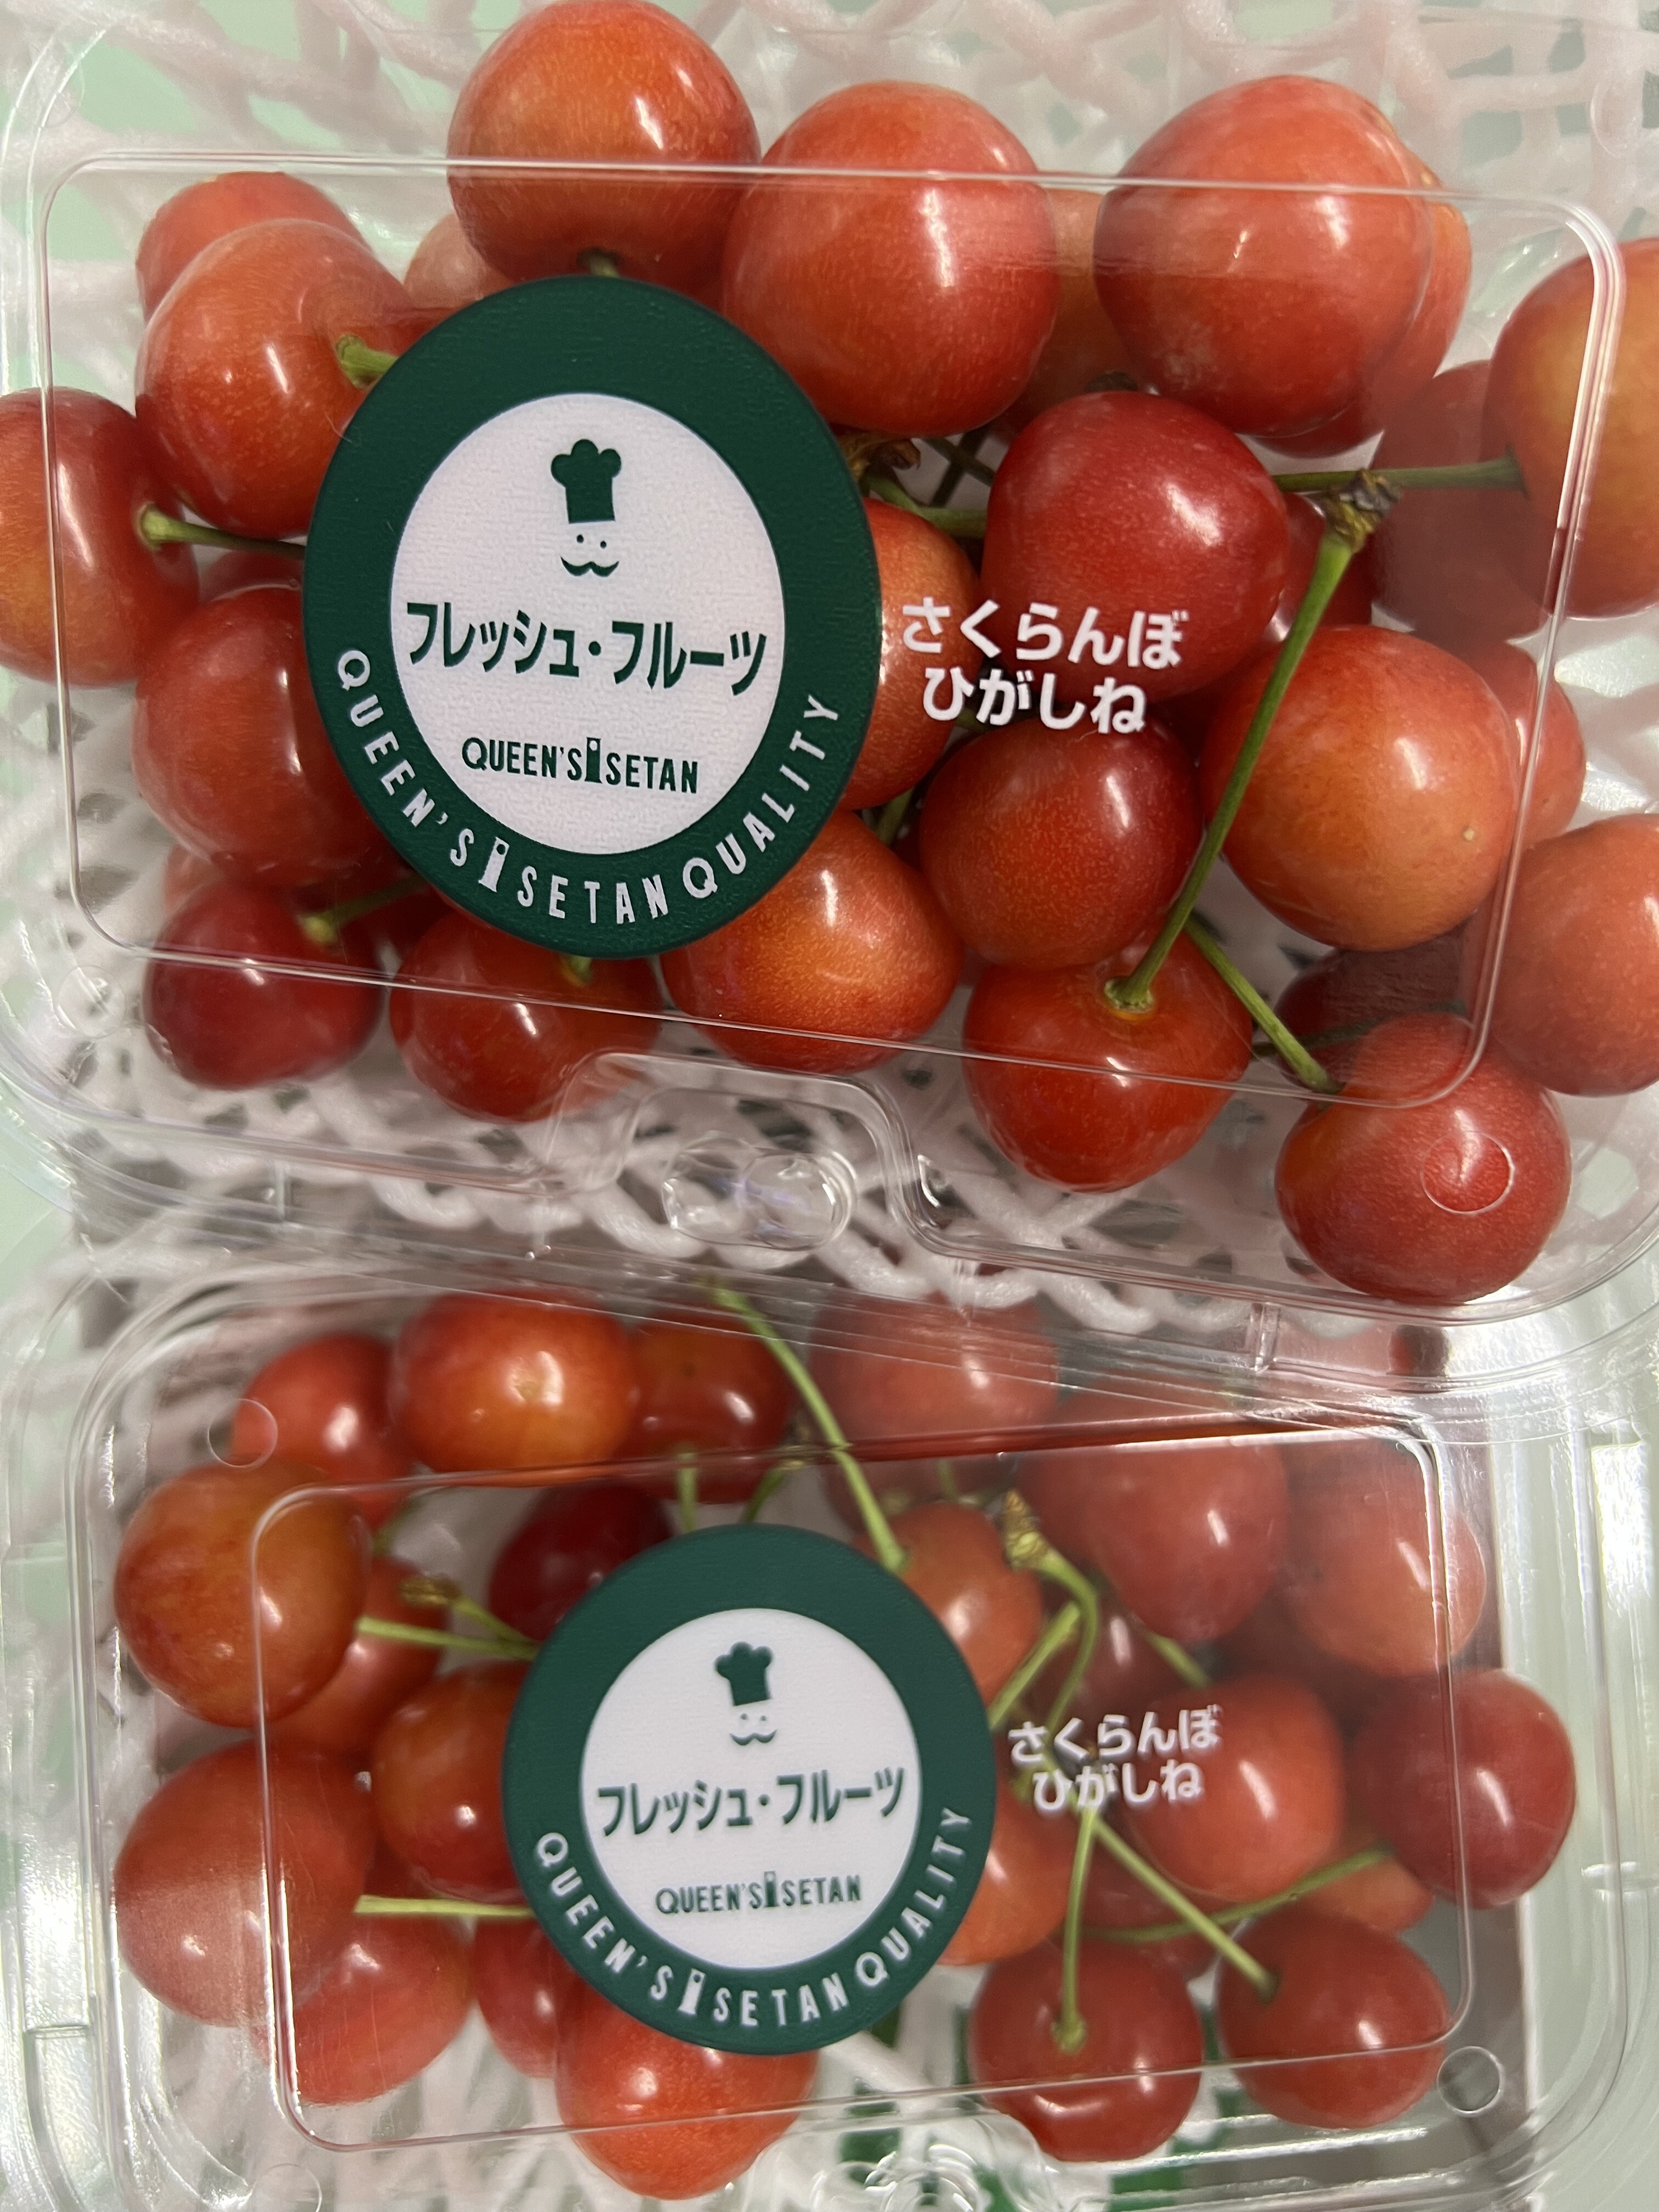 フレッシュ・フルーツ
QUEEN'S ISETAN
QUEEN'S ISETAN QUALITY
さくらんぼ
ひがしね
フレッシュ・フルーツ
QUEEN'S ISETAN
QUEEN'S ISETAN QUALITY
さくらんぼ
ひがしね